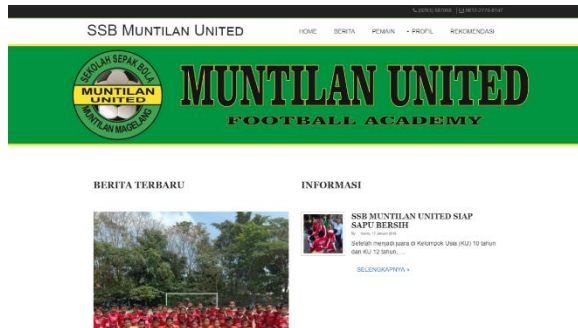 SSB MUNTILAN UNITED
HOME BERITA PEMAIN PROFIL REKOMENDASI
SEKOLAH SEPAK BOLA
MUNTILAN
UNITED
MUNTILAN MAGELANG
MUNTILAN UNITED
FOOTBALL ACADEMY
BERITA TERBARU
INFORMASI
SSB MUNTILAN UNITED SIAP
SAPU BERSIH
Setelah menjadi juara di Kelompok Usia (KU) 10 tahun
dan KU 12 tahun, ...
SELENGKAPNYA »